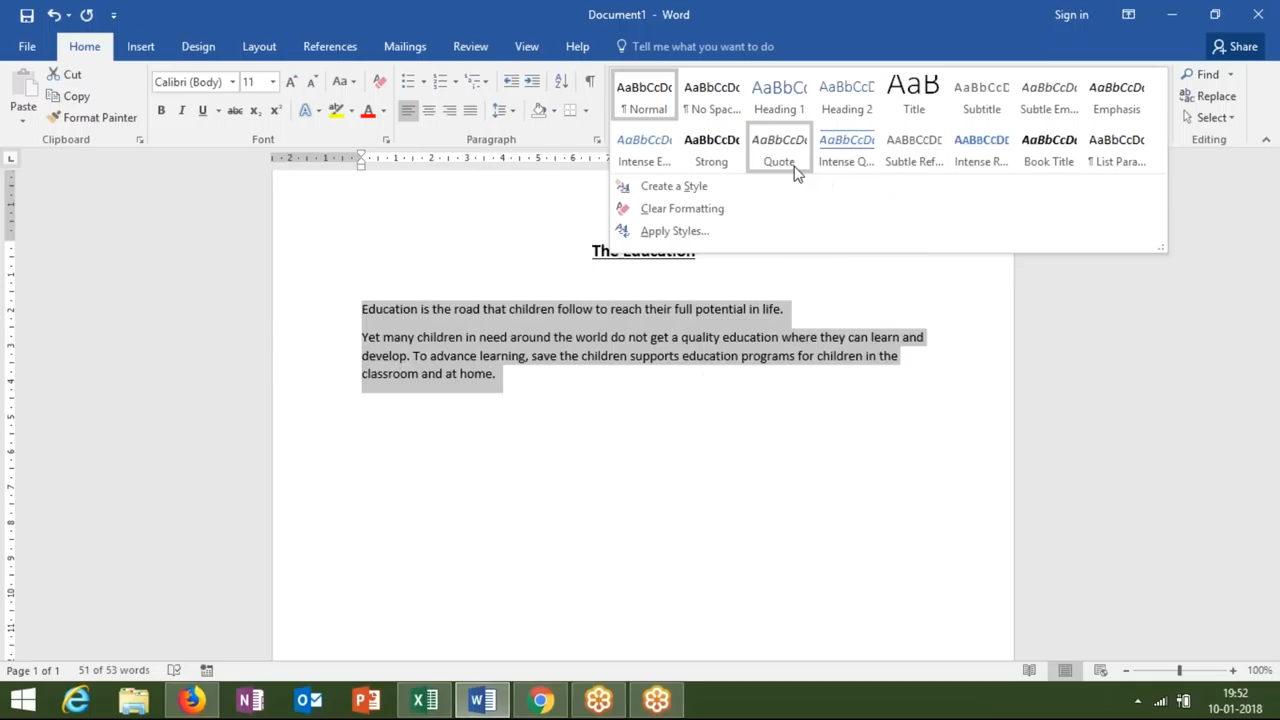 Document1 - Word
Sign in
File Home Insert Design Layout References Mailings Review View Help Tell me what you want to do Share
Cut
Copy
Format Painter
Paste
Clipboard
Calibri (Body) 11
Aa
B I U abc x₂ x²
Font
Paragraph
AaBbCcDc AaBbCcDc AaBbCc AaBbCcD AaB AaBbCcD AaBbCcDc AaBbCcDc
¶ Normal ¶ No Spac... Heading 1 Heading 2 Title Subtitle Subtle Em... Emphasis
AaBbCcDc AaBbCcDc AaBbCcDc AaBbCcDc AaBbCcDc AaBbCcDc AaBbCcDc AaBbCcDc
Intense E... Strong Quote Intense Q... Subtle Ref... Intense R... Book Title ¶ List Para...
Create a Style
Clear Formatting
Apply Styles...
Find
Replace
Select
Editing
The Education
Education is the road that children follow to reach their full potential in life.
Yet many children in need around the world do not get a quality education where they can learn and
develop. To advance learning, save the children supports education programs for children in the
classroom and at home.
Page 1 of 1 51 of 53 words
100%
19:52
10-01-2018